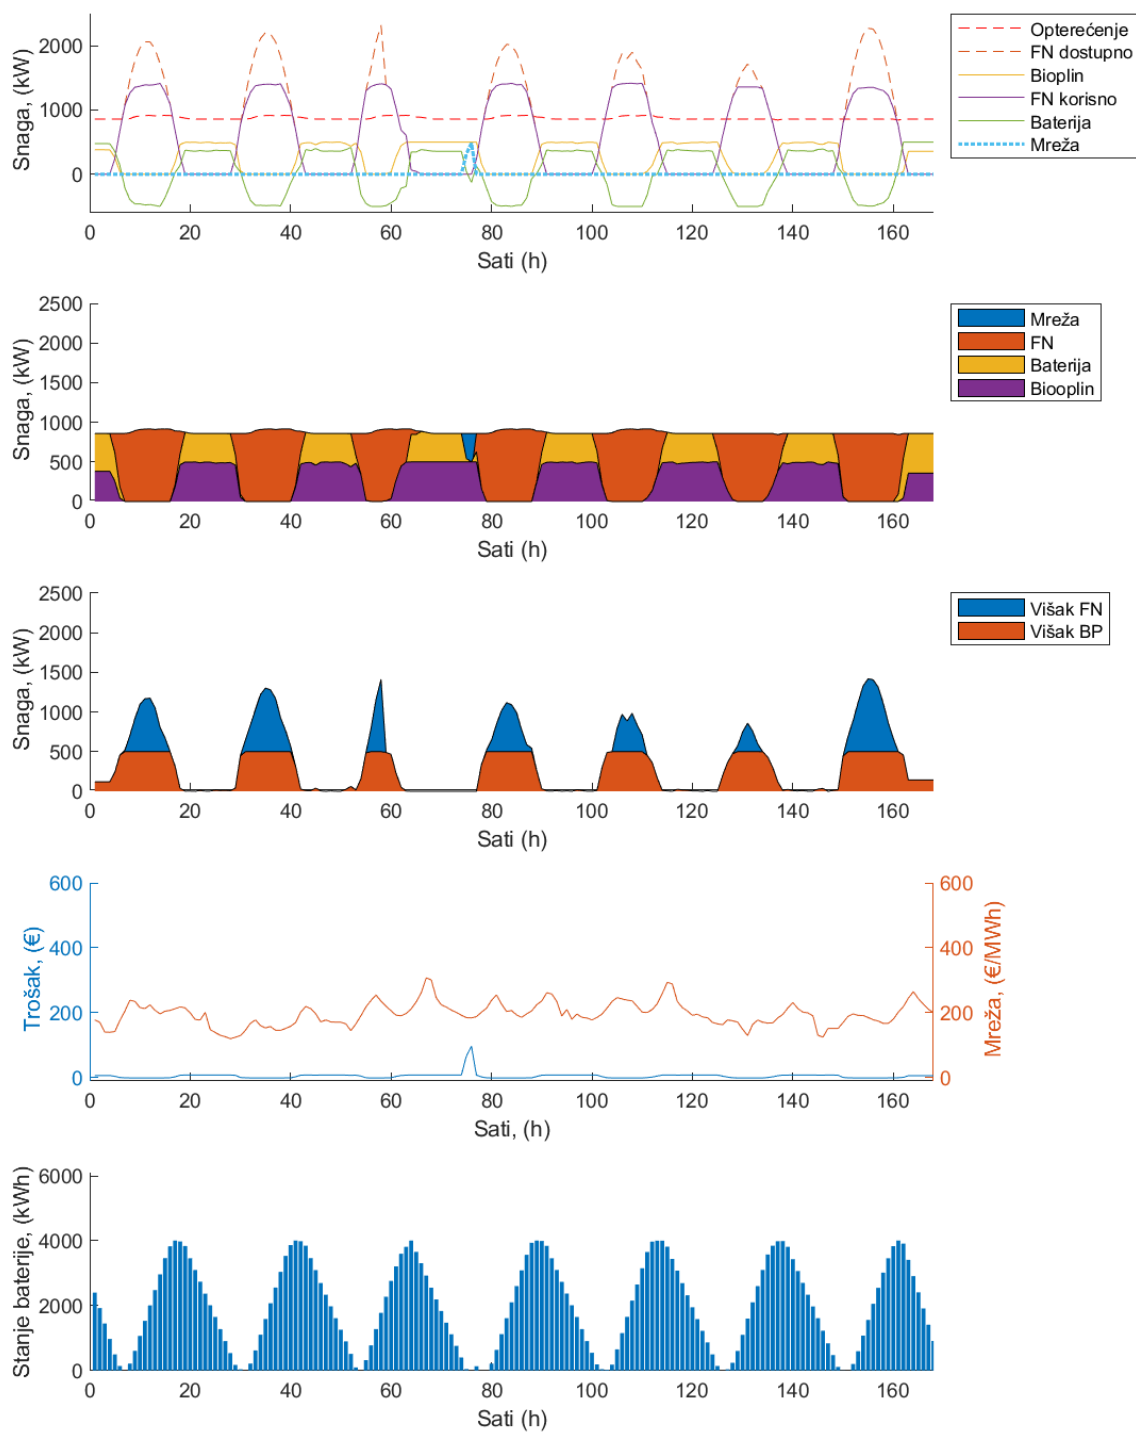 2000
1000
0
Snaga, (kW)
0 20 40 60 80 100 120 140 160
Sati (h)
Opterećenje
FN dostupno
Bioplin
FN korisno
Baterija
Mreža
2500
2000
1500
1000
500
0
Snaga, (kW)
0 20 40 60 80 100 120 140 160
Sati (h)
Mreža
FN
Baterija
Biooplin
2500
2000
1500
1000
500
0
Snaga, (kW)
0 20 40 60 80 100 120 140 160
Sati (h)
Višak FN
Višak BP
600
400
200
0
Trošak, (€)
600
400
200
0
Mreža, (€/MWh)
0 20 40 60 80 100 120 140 160
Sati, (h)
6000
4000
2000
0
Stanje baterije, (kWh)
0 20 40 60 80 100 120 140 160
Sati (h)